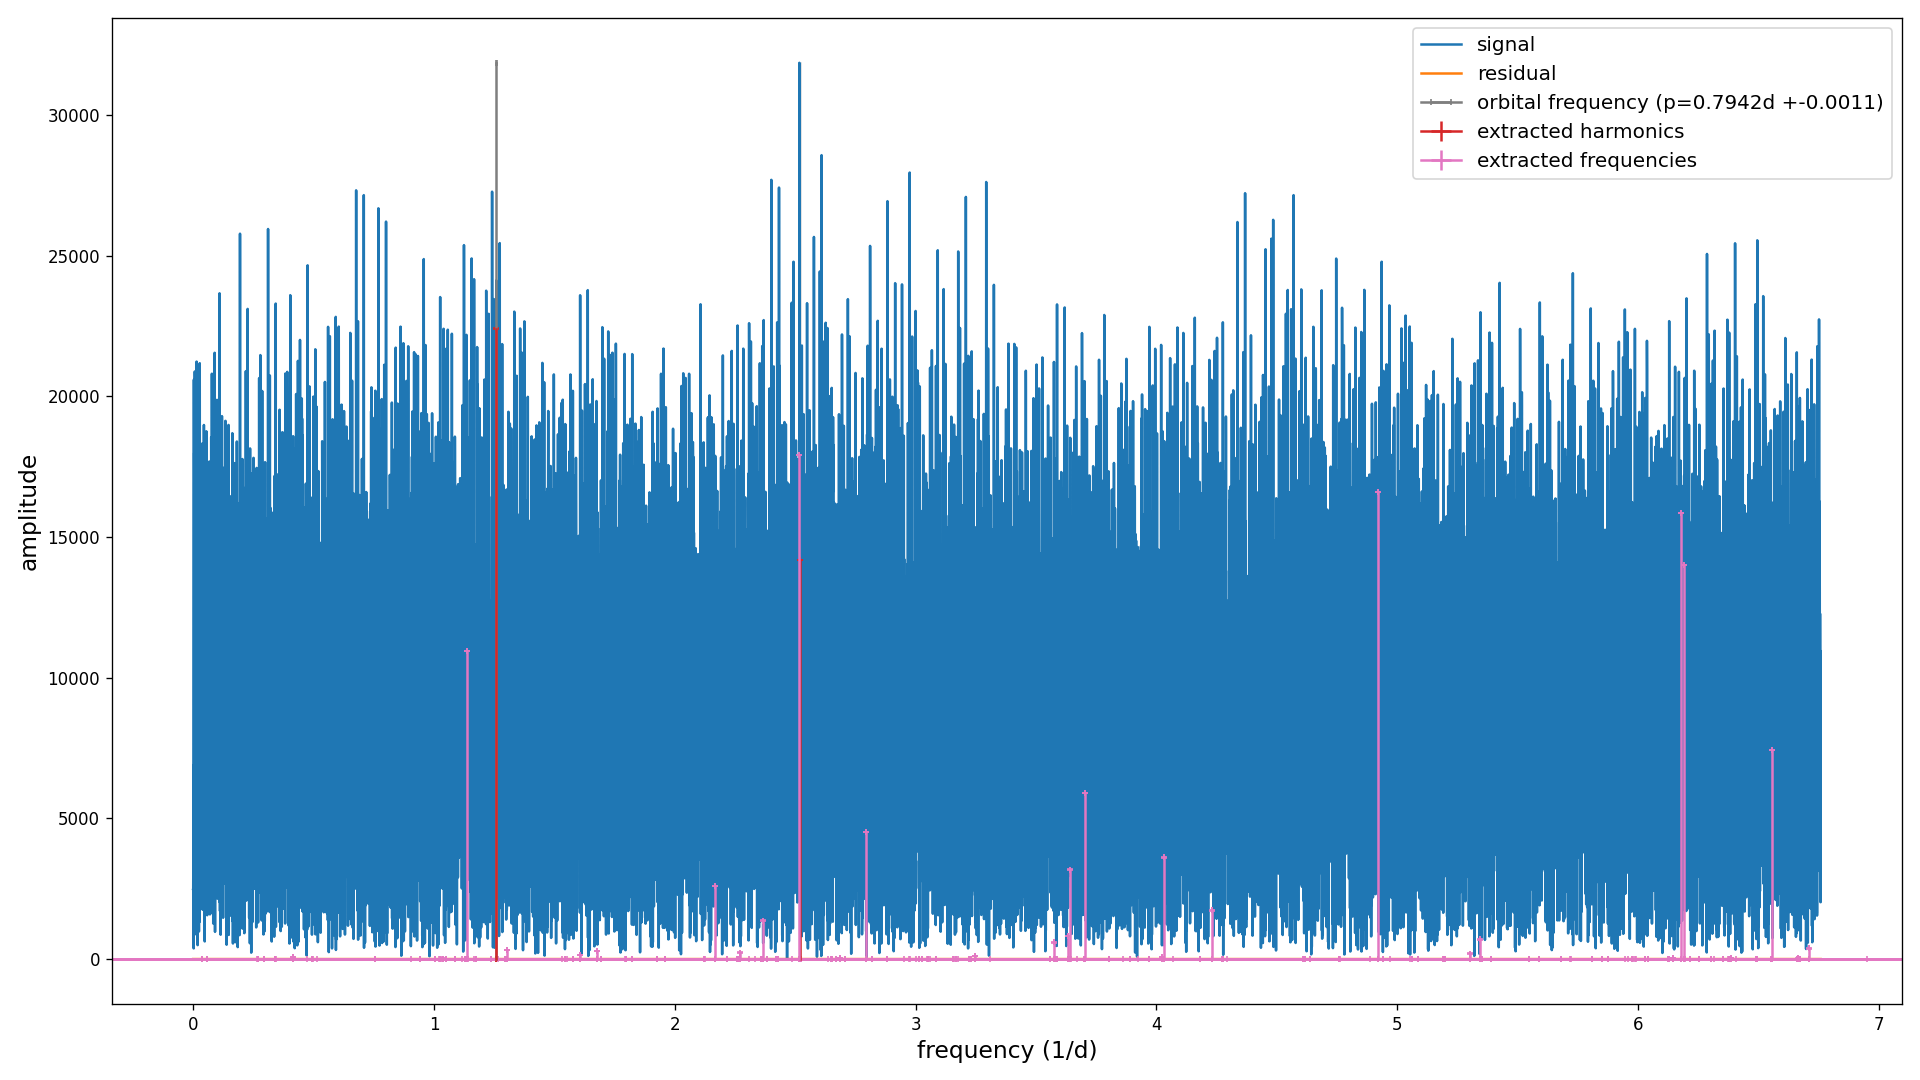 signal
residual
orbital frequency (p=0.7942d +-0.0011)
extracted harmonics
extracted frequencies
amplitude
30000
25000
20000
15000
10000
5000
0
0 1 2 3 4 5 6 7
frequency (1/d)